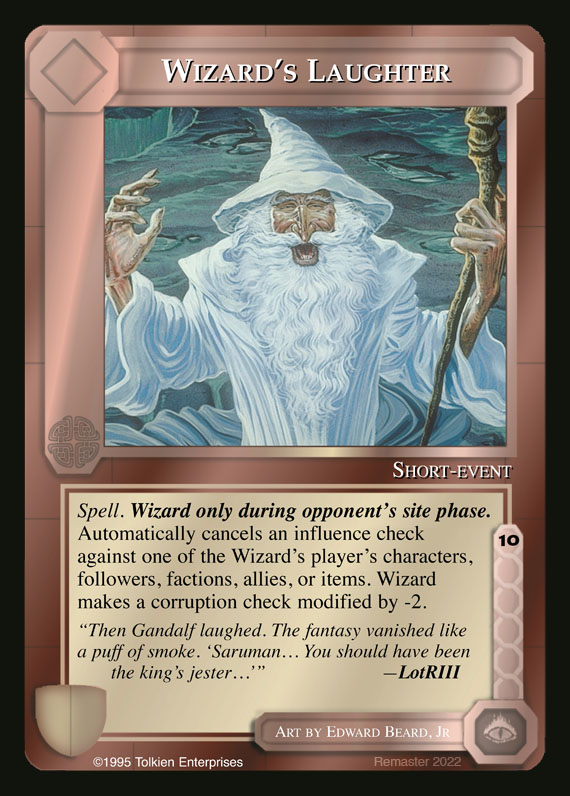 Wizard's Laughter
Short-event
Spell. Wizard only during opponent's site phase.
Automatically cancels an influence check
against one of the Wizard's player's characters,
followers, factions, allies, or items. Wizard
makes a corruption check modified by -2.
10
“Then Gandalf laughed. The fantasy vanished like
a puff of smoke. ‘Saruman… You should have been
the king's jester…’” —LotRIII
Art by Edward Beard, Jr
©1995 Tolkien Enterprises
Remaster 2022